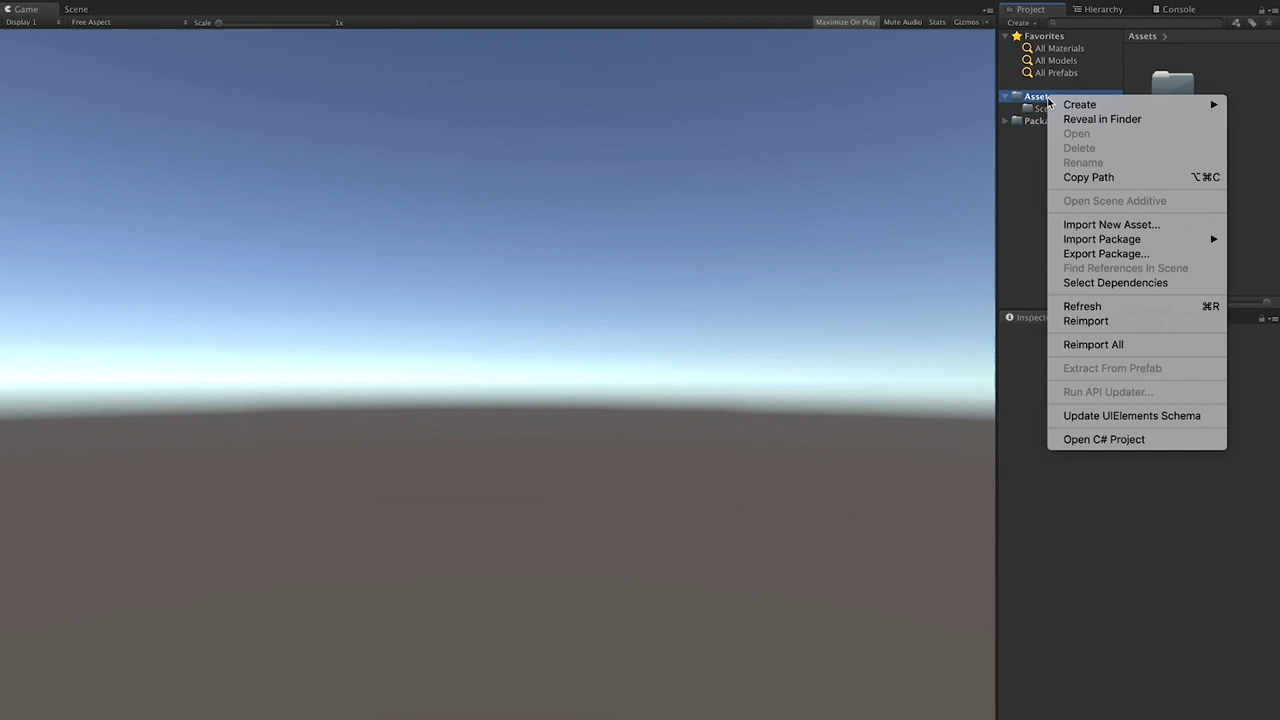 Game Scene
Display 1 Free Aspect Scale 1x Maximize On Play Mute Audio Stats Gizmos
Project Hierarchy Console
Create
Favorites
All Materials
All Models
All Prefabs
Assets
Inspector
Create
Reveal in Finder
Open
Delete
Rename
Copy Path ⌥⌘C
Open Scene Additive
Import New Asset...
Import Package
Export Package...
Find References In Scene
Select Dependencies
Refresh ⌘R
Reimport
Reimport All
Extract From Prefab
Run API Updater...
Update UIElements Schema
Open C# Project